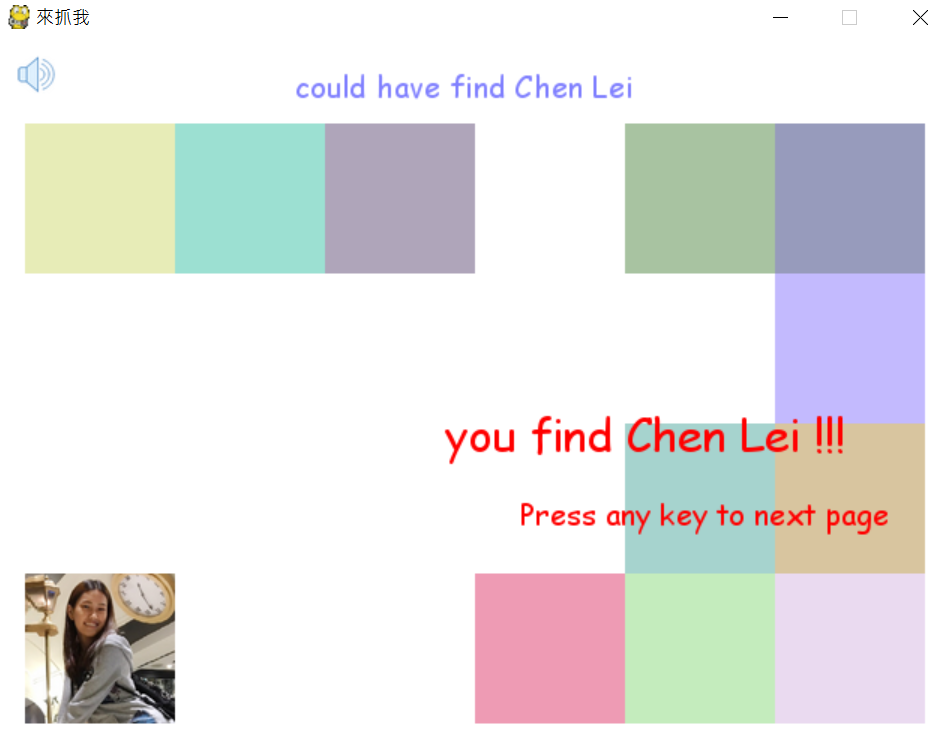 來抓我
could have find Chen Lei
you find Chen Lei !!!
Press any key to next page